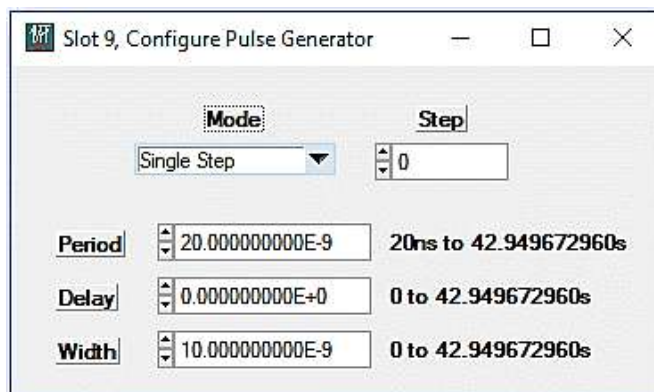 Slot 9, Configure Pulse Generator
Mode Step
Single Step 0
Period 20.000000000E-9 20ns to 42.949672960s
Delay 0.000000000E+0 0 to 42.949672960s
Width 10.000000000E-9 0 to 42.949672960s